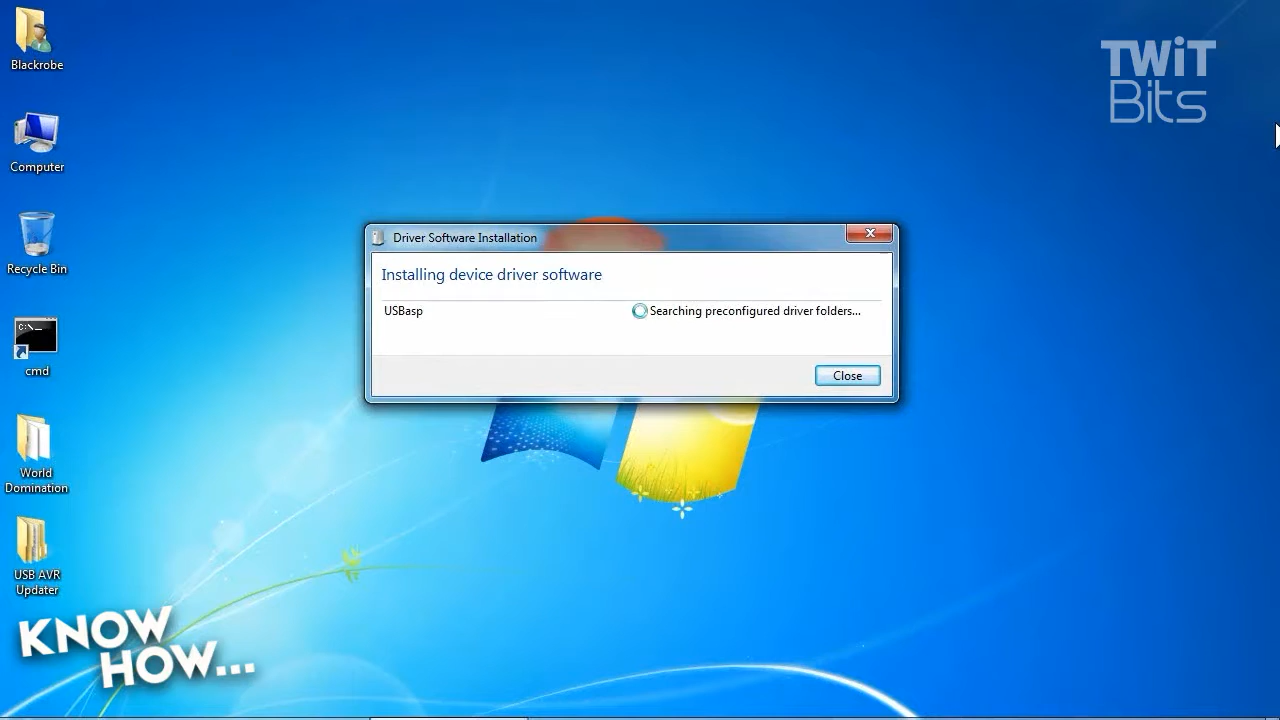 Blackrobe
TWiT
Bits
Computer
Recycle Bin
Driver Software Installation
Installing device driver software
USBasp
Searching preconfigured driver folders...
Close
C:\_
cmd
World
Domination
USB AVR
Updater
KNOW
HOW...